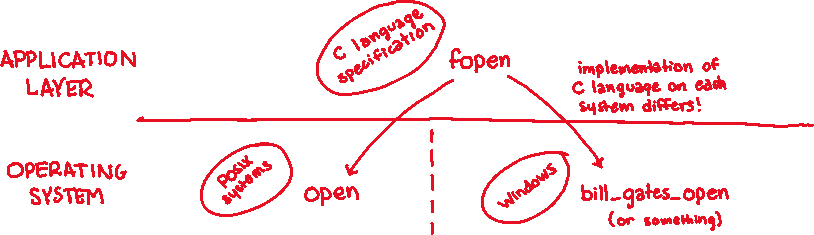 C language
specification
APPLICATION
LAYER
fopen
implementation of
C language on each
system differs!
OPERATING
SYSTEM
POSIX
systems
open
Windows
bill_gates_open
(or something)